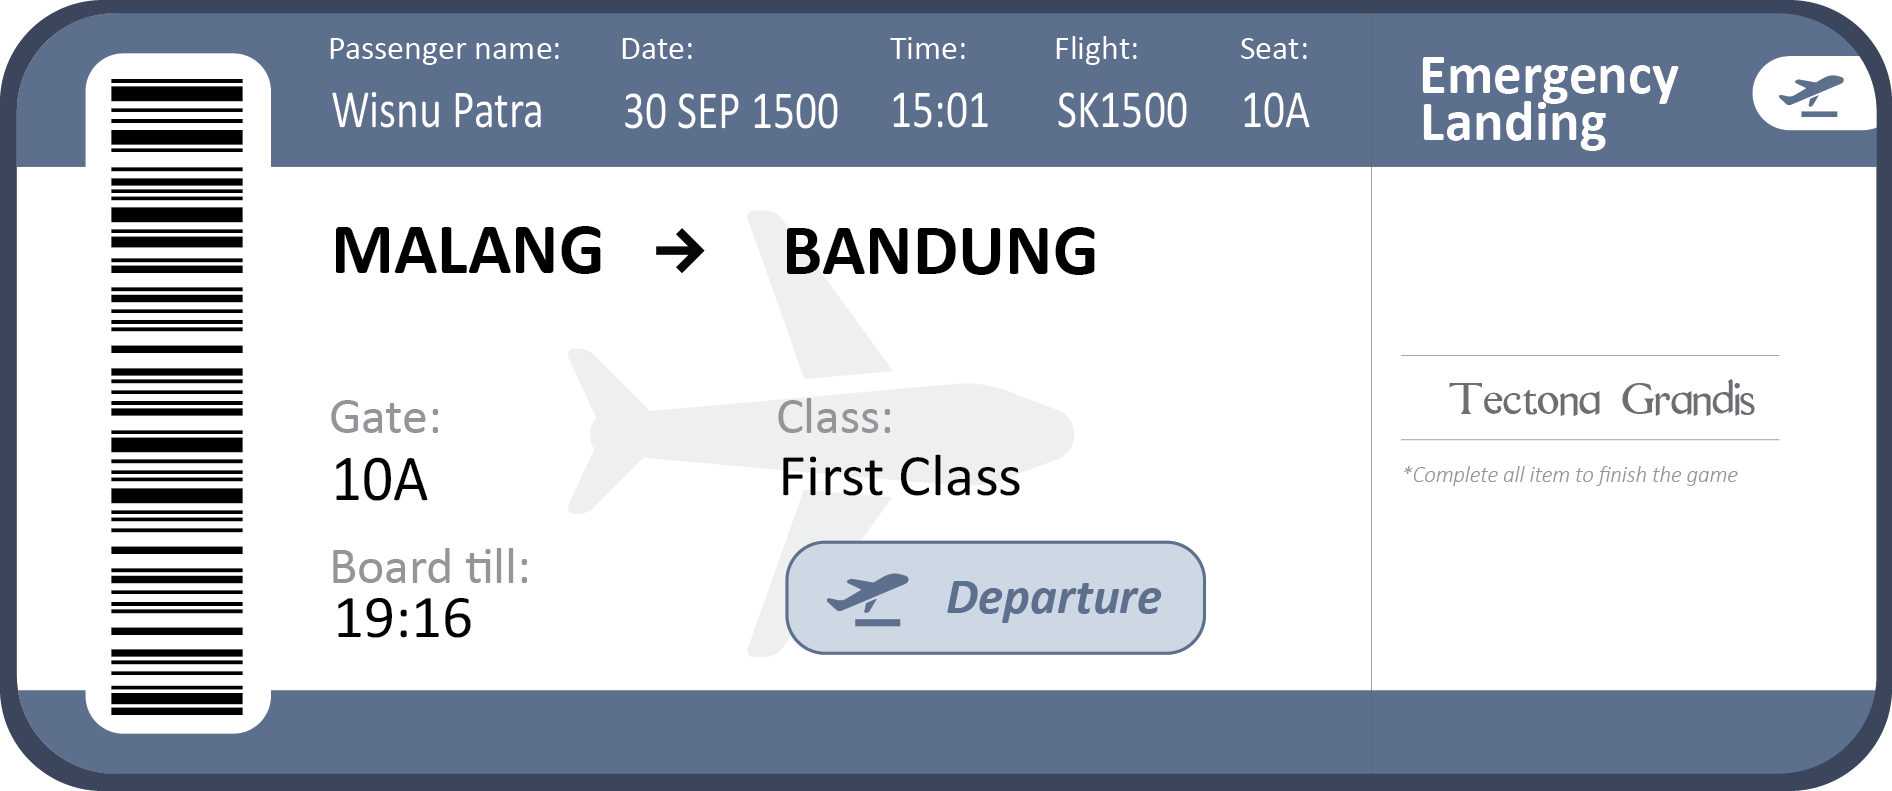 Passenger name: Date: Time: Flight: Seat:
Wisnu Patra 30 SEP 1500 15:01 SK1500 10A
Emergency
Landing
MALANG → BANDUNG
Gate: Class:
10A First Class
Board till:
19:16
Departure
Tectona Grandis
*Complete all item to finish the game